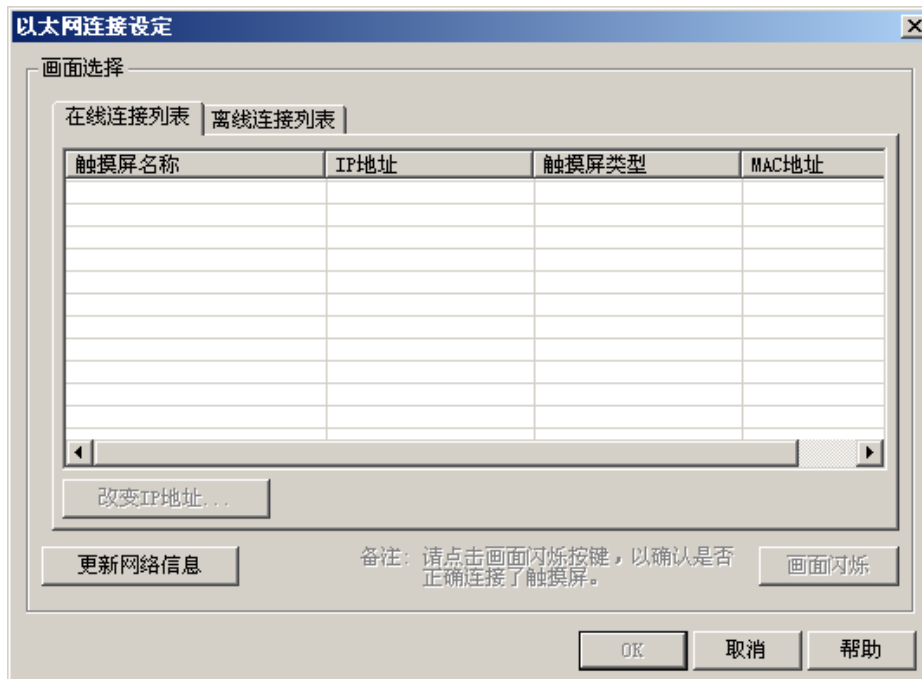 以太网连接设定
画面选择
在线连接列表 离线连接列表
触摸屏名称 IP地址 触摸屏类型 MAC地址
改变IP地址...
更新网络信息
备注: 请点击画面闪烁按键，以确认是否
正确连接了触摸屏。
画面闪烁
OK 取消 帮助